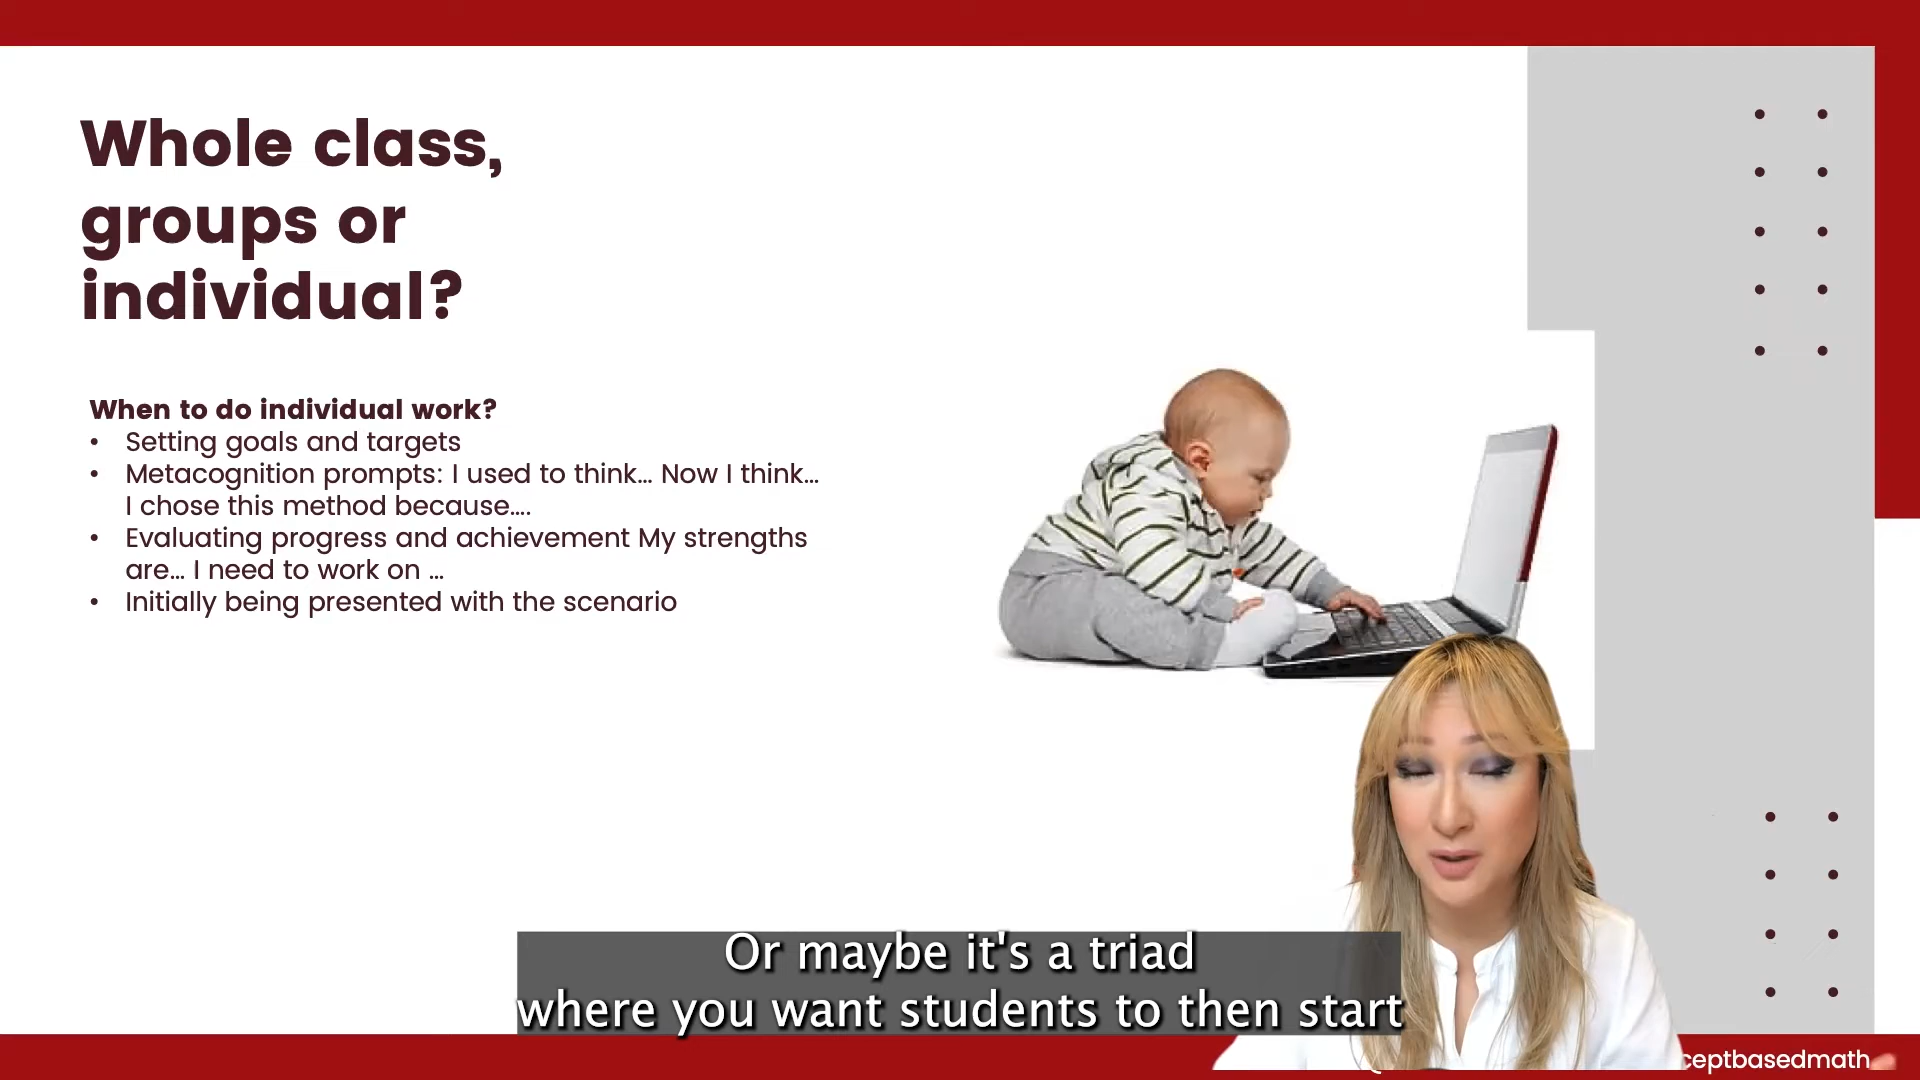 Whole class,
groups or
individual?
When to do individual work?
• Setting goals and targets
• Metacognition prompts: I used to think... Now I think...
I chose this method because....
• Evaluating progress and achievement My strengths
are... I need to work on ...
• Initially being presented with the scenario
Or maybe it's a triad
where you want students to then start
ceptbasedmath